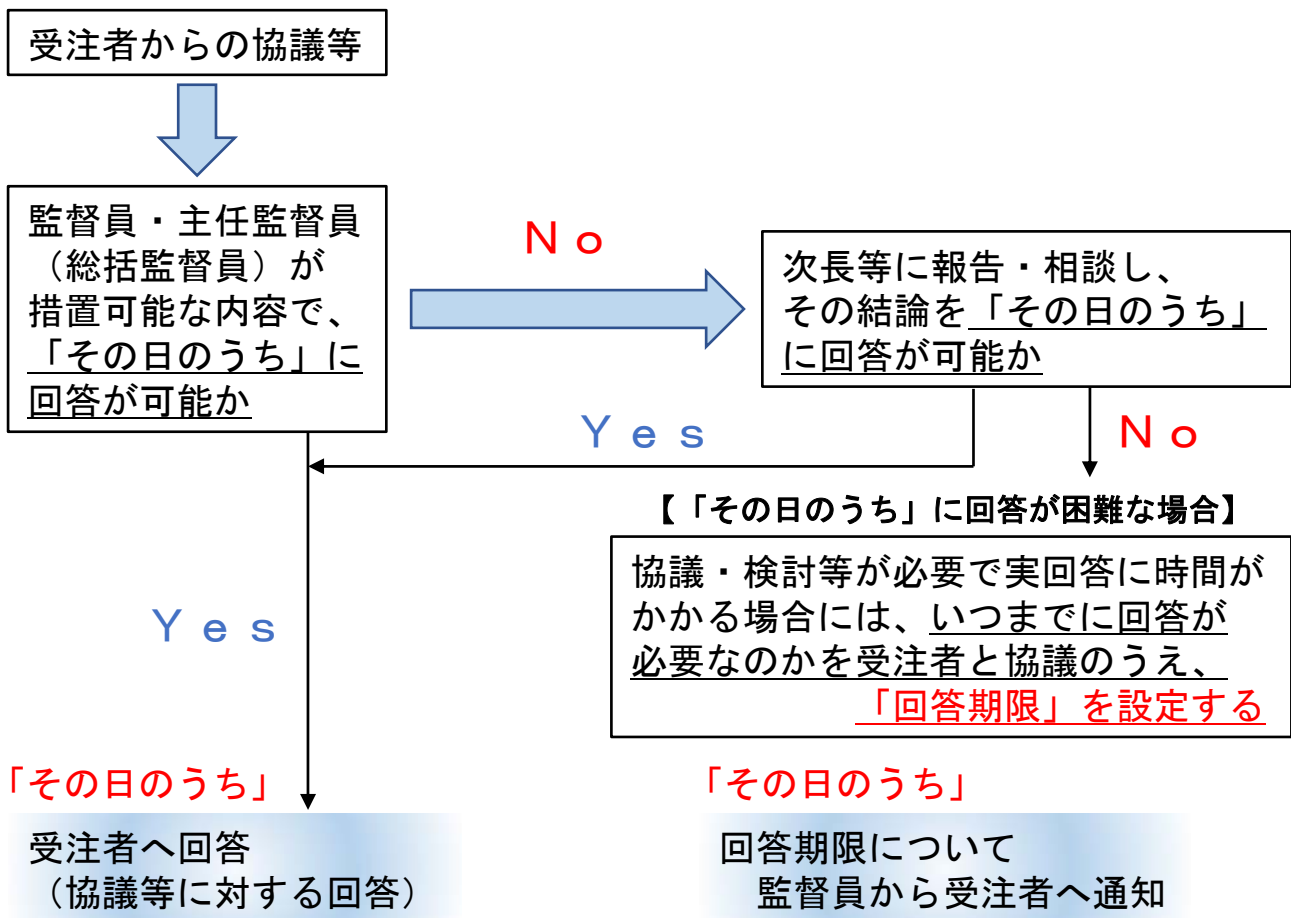 受注者からの協議等
監督員・主任監督員
（総括監督員）が
措置可能な内容で、
「その日のうち」に
回答が可能か
Ｎｏ
次長等に報告・相談し、
その結論を「その日のうち」
に回答が可能か
Ｙｅｓ
Ｎｏ
【「その日のうち」に回答が困難な場合】
協議・検討等が必要で実回答に時間が
かかる場合には、いつまでに回答が
必要なのかを受注者と協議のうえ、
「回答期限」を設定する
Ｙｅｓ
「その日のうち」
受注者へ回答
（協議等に対する回答）
「その日のうち」
回答期限について
監督員から受注者へ通知